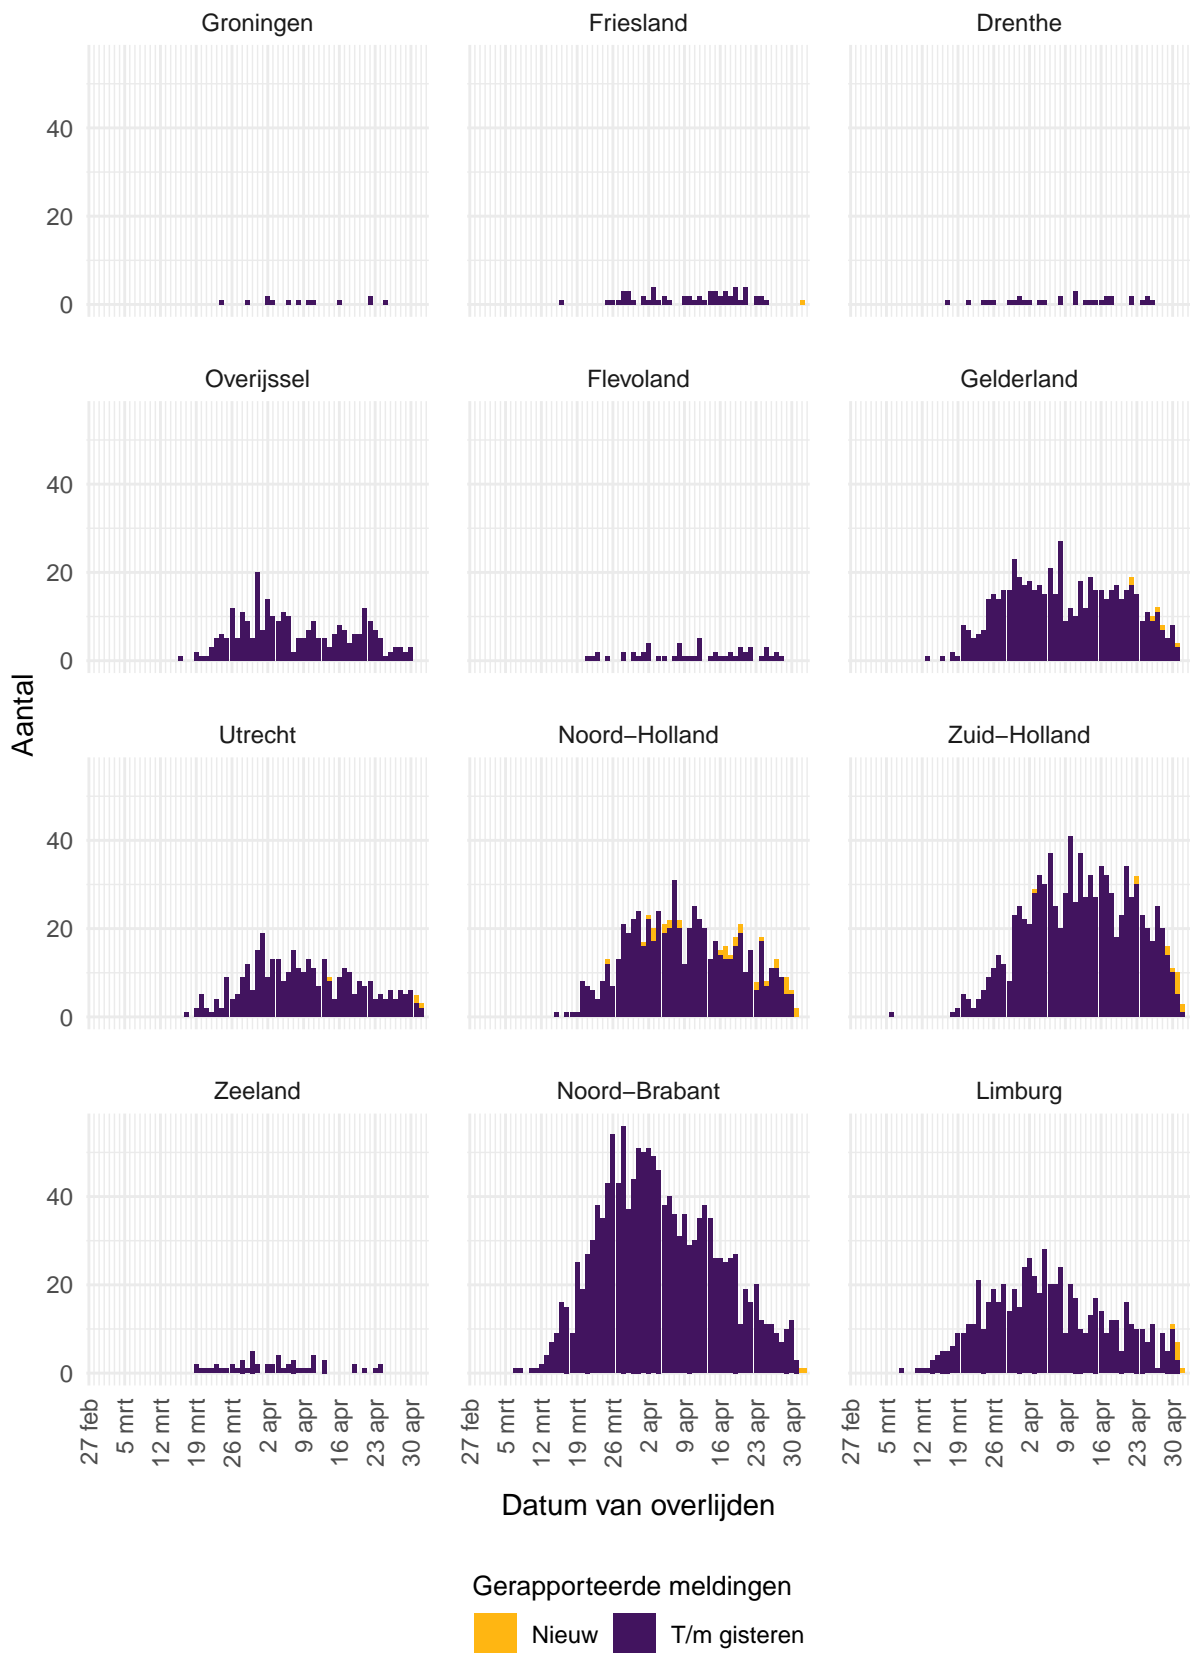 Groningen Friesland Drenthe
40
20
0
Overijssel Flevoland Gelderland
40
20
0
Aantal
Utrecht Noord−Holland Zuid−Holland
40
20
0
Zeeland Noord−Brabant Limburg
40
20
0
27 feb 5 mrt 12 mrt 19 mrt 26 mrt 2 apr 9 apr 16 apr 23 apr 30 apr 27 feb 5 mrt 12 mrt 19 mrt 26 mrt 2 apr 9 apr 16 apr 23 apr 30 apr 27 feb 5 mrt 12 mrt 19 mrt 26 mrt 2 apr 9 apr 16 apr 23 apr 30 apr
Datum van overlijden
Gerapporteerde meldingen
Nieuw T/m gisteren